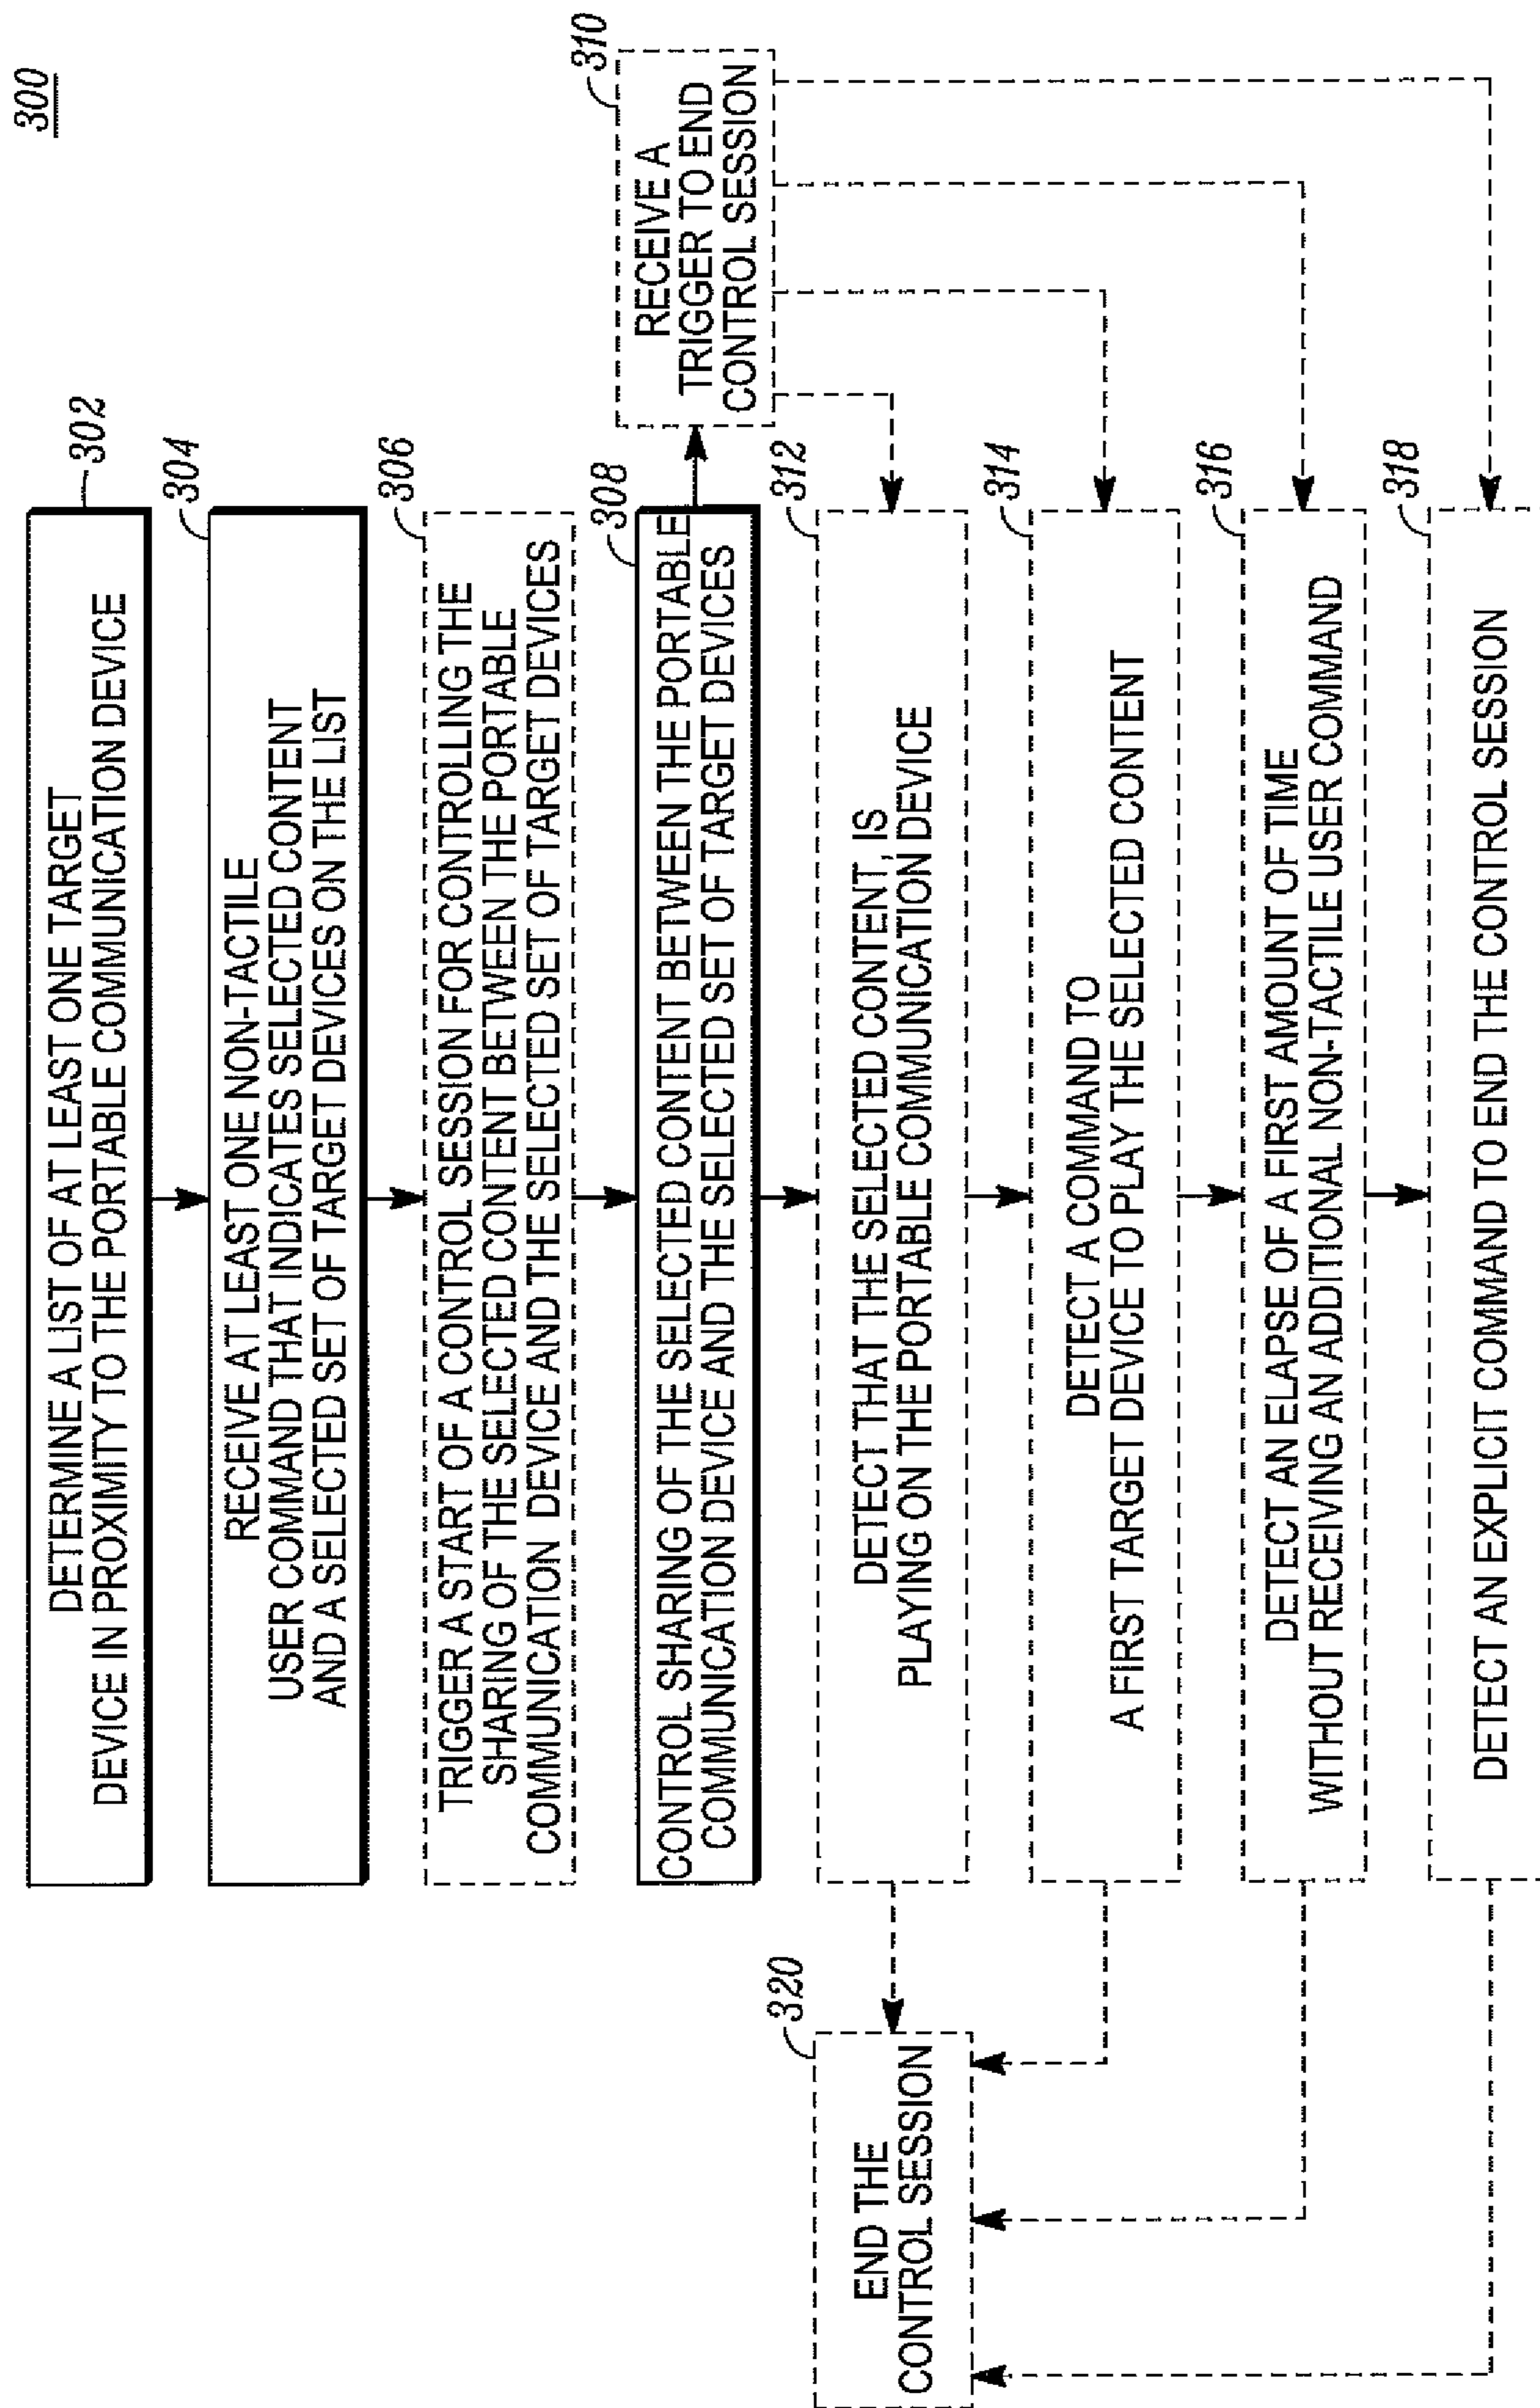 300
302
DETERMINE A LIST OF AT LEAST ONE TARGET
DEVICE IN PROXIMITY TO THE PORTABLE COMMUNICATION DEVICE
304
RECEIVE AT LEAST ONE NON-TACTILE
USER COMMAND THAT INDICATES SELECTED CONTENT
AND A SELECTED SET OF TARGET DEVICES ON THE LIST
306
TRIGGER A START OF A CONTROL SESSION FOR CONTROLLING THE
SHARING OF THE SELECTED CONTENT BETWEEN THE PORTABLE
COMMUNICATION DEVICE AND THE SELECTED SET OF TARGET DEVICES
308
CONTROL SHARING OF THE SELECTED CONTENT BETWEEN THE PORTABLE
COMMUNICATION DEVICE AND THE SELECTED SET OF TARGET DEVICES
310
RECEIVE A
TRIGGER TO END
CONTROL SESSION
312
DETECT THAT THE SELECTED CONTENT, IS
PLAYING ON THE PORTABLE COMMUNICATION DEVICE
314
DETECT A COMMAND TO
A FIRST TARGET DEVICE TO PLAY THE SELECTED CONTENT
316
DETECT AN ELAPSE OF A FIRST AMOUNT OF TIME
WITHOUT RECEIVING AN ADDITIONAL NON-TACTILE USER COMMAND
318
DETECT AN EXPLICIT COMMAND TO END THE CONTROL SESSION
320
END THE
CONTROL SESSION